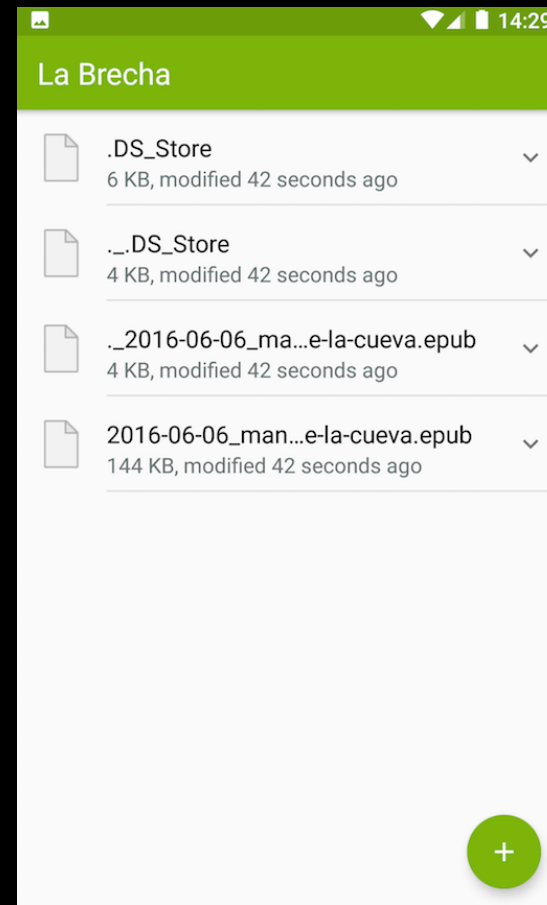 14:29
La Brecha
.DS_Store
6 KB, modified 42 seconds ago
._.DS_Store
4 KB, modified 42 seconds ago
._2016-06-06_ma...e-la-cueva.epub
4 KB, modified 42 seconds ago
2016-06-06_man...e-la-cueva.epub
144 KB, modified 42 seconds ago
+